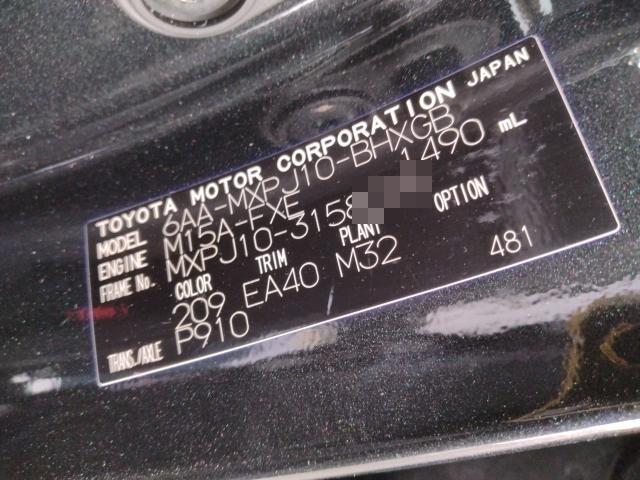 TOYOTA MOTOR CORPORATION JAPAN
MODEL 6AA-MXPJ10-BHXGB
ENGINE M15A-FXE 1490 mL
FRAME No. MXPJ10-3158
COLOR TRIM PLANT OPTION
209 EA40 M32 481
TRANS./AXLE P910